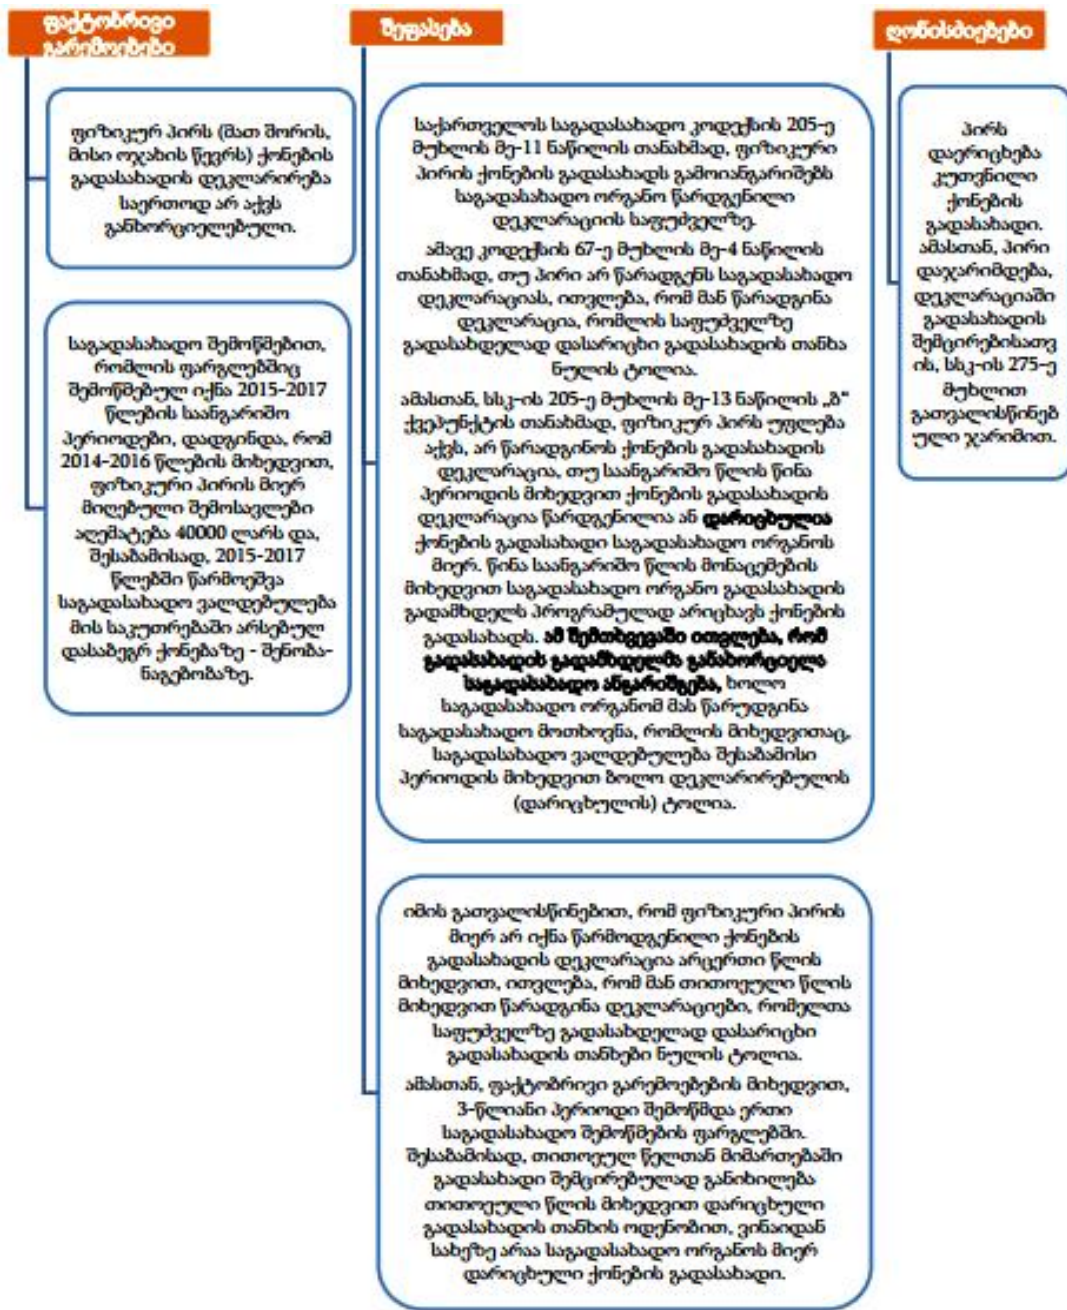 ფაქტობრივი
გარემოებები
ფიზიკურ პირს (მათ შორის,
მისი ოჯახის წევრს) ქონების
გადასახადის დეკლარირება
საერთოდ არ აქვს
განხორციელებული.
საგადასახადო შემოწმებით,
რომლის ფარგლებშიც
შემოწმებულ იქნა 2015-2017
წლების საანგარიშო
პერიოდები, დადგინდა, რომ
2014-2016 წლების მიხედვით,
ფიზიკური პირის მიერ
მიღებული შემოსავლები
აღემატება 40000 ლარს და,
შესაბამისად, 2015-2017
წლებში წარმოეშვა
საგადასახადო ვალდებულება
მის საკუთრებაში არსებულ
დასაბეგრ ქონებაზე - შენობა-
ნაგებობაზე.
შეფასება
საქართველოს საგადასახადო კოდექსის 205-ე
მუხლის მე-11 ნაწილის თანახმად, ფიზიკური
პირის ქონების გადასახადს გამოიანგარიშებს
საგადასახადო ორგანო წარდგენილი
დეკლარაციის საფუძველზე.
ამავე კოდექსის 67-ე მუხლის მე-4 ნაწილის
თანახმად, თუ პირი არ წარადგენს საგადასახადო
დეკლარაციას, ითვლება, რომ მან წარადგინა
დეკლარაცია, რომლის საფუძველზე
გადასახდელად დასარიცხი გადასახადის თანხა
ნულის ტოლია.
ამასთან, სსკ-ის 205-ე მუხლის მე-13 ნაწილის „ბ“
ქვეპუნქტის თანახმად, ფიზიკურ პირს უფლება
აქვს, არ წარადგინოს ქონების გადასახადის
დეკლარაცია, თუ საანგარიშო წლის წინა
პერიოდის მიხედვით ქონების გადასახადის
დეკლარაცია წარდგენილია ან დარიცხულია
ქონების გადასახადი საგადასახადო ორგანოს
მიერ. წინა საანგარიშო წლის მონაცემების
მიხედვით საგადასახადო ორგანო გადასახადის
გადამხდელს პროგრამულად არიცხავს ქონების
გადასახადს. ამ შემთხვევაში ითვლება, რომ
გადასახადის გადამხდელმა განახორციელა
საგადასახადო ანგარიშგება, ხოლო
საგადასახადო ორგანომ მას წარუდგინა
საგადასახადო მოთხოვნა, რომლის მიხედვითაც,
საგადასახადო ვალდებულება შესაბამისი
პერიოდის მიხედვით ბოლო დეკლარირებულის
(დარიცხულის) ტოლია.
იმის გათვალისწინებით, რომ ფიზიკური პირის
მიერ არ იქნა წარმოდგენილი ქონების
გადასახადის დეკლარაცია არცერთი წლის
მიხედვით, ითვლება, რომ მან თითოეული წლის
მიხედვით წარადგინა დეკლარაციები, რომელთა
საფუძველზე გადასახდელად დასარიცხი
გადასახადის თანხები ნულის ტოლია.
ამასთან, ფაქტობრივი გარემოებების მიხედვით,
3-წლიანი პერიოდი შემოწმდა ერთი
საგადასახადო შემოწმების ფარგლებში.
შესაბამისად, თითოეულ წელთან მიმართებაში
გადასახადი შემცირებულად განიხილება
თითოეული წლის მიხედვით დარიცხული
გადასახადის თანხის ოდენობით, ვინაიდან
სახეზე არაა საგადასახადო ორგანოს მიერ
დარიცხული ქონების გადასახადი.
ღონისძიებები
პირს
დაერიცხება
კუთვნილი
ქონების
გადასახადი.
ამასთან, პირი
დაჯარიმდება,
დეკლარაციაში
გადასახადის
შემცირებისათვ
ის, სსკ-ის 275-ე
მუხლით
გათვალისწინებ
ული ჯარიმით.